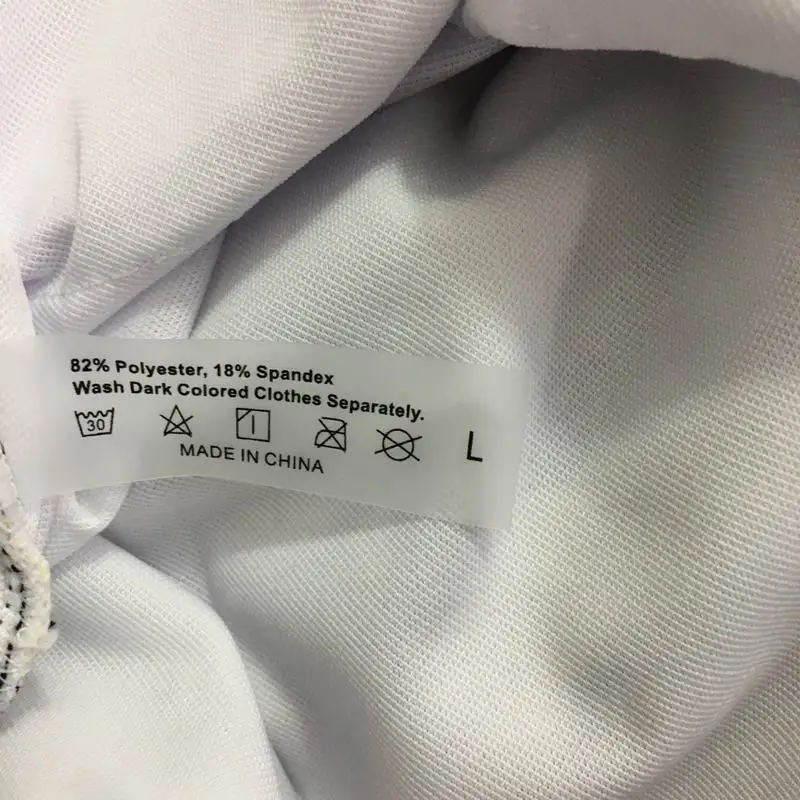 82% Polyester, 18% Spandex
Wash Dark Colored Clothes Separately.
30
L
MADE IN CHINA